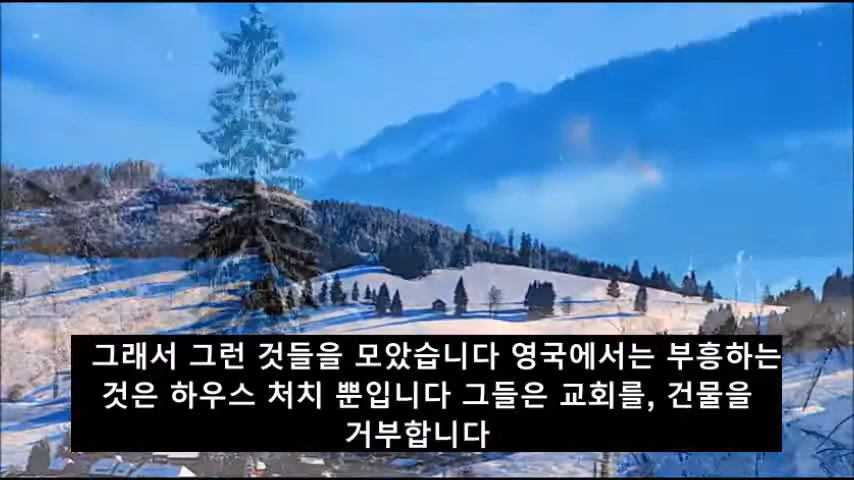 그래서 그런 것들을 모았습니다 영국에서는 부흥하는
것은 하우스 처치 뿐입니다 그들은 교회를, 건물을
거부합니다